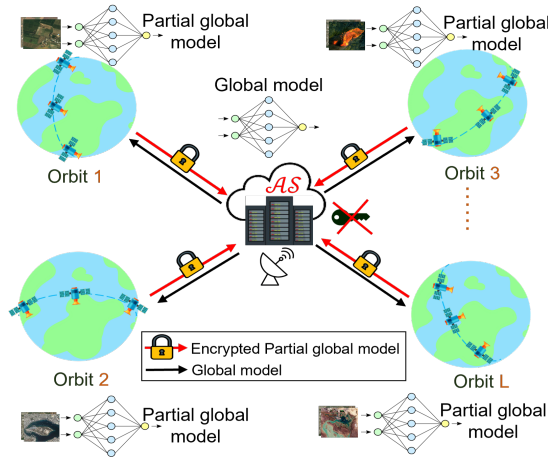 Partial global
model
Partial global
model
Global model
AS
Orbit 1
Orbit 3
Orbit 2
Orbit L
Encrypted Partial global model
Global model
Partial global
model
Partial global
model